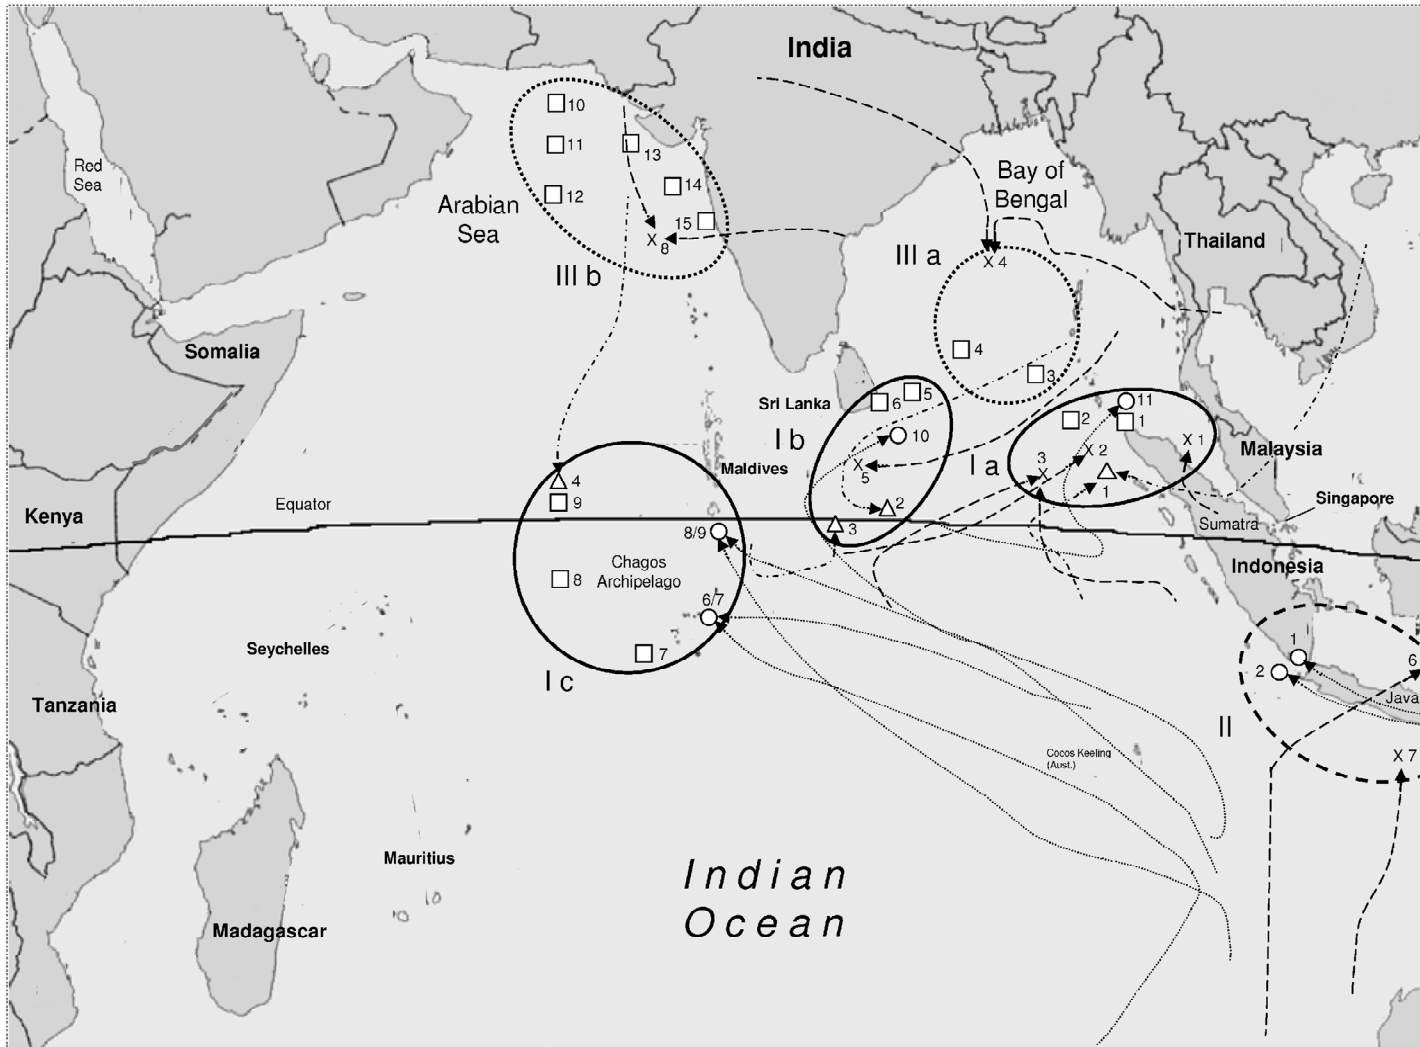 India
10
11
13
Red
Sea
14
12
Bay of
Bengal
Arabian
Sea
15
X
8
Thailand
III a
X 4
III b
Somalia
4
3
Sri Lanka
6
5
11
I b
10
2
1
I a
X 1
Malaysia
X 2
3
X
X
5
Maldives
4
1
Singapore
Equator
9
2
Kenya
3
Sumatra
8/9
Chagos
Archipelago
Indonesia
8
6/7
Seychelles
7
1
6
I c
2
Tanzania
Java
II
Cocos Keeling
(Aust.)
X 7
Mauritius
Indian
Ocean
Madagascar